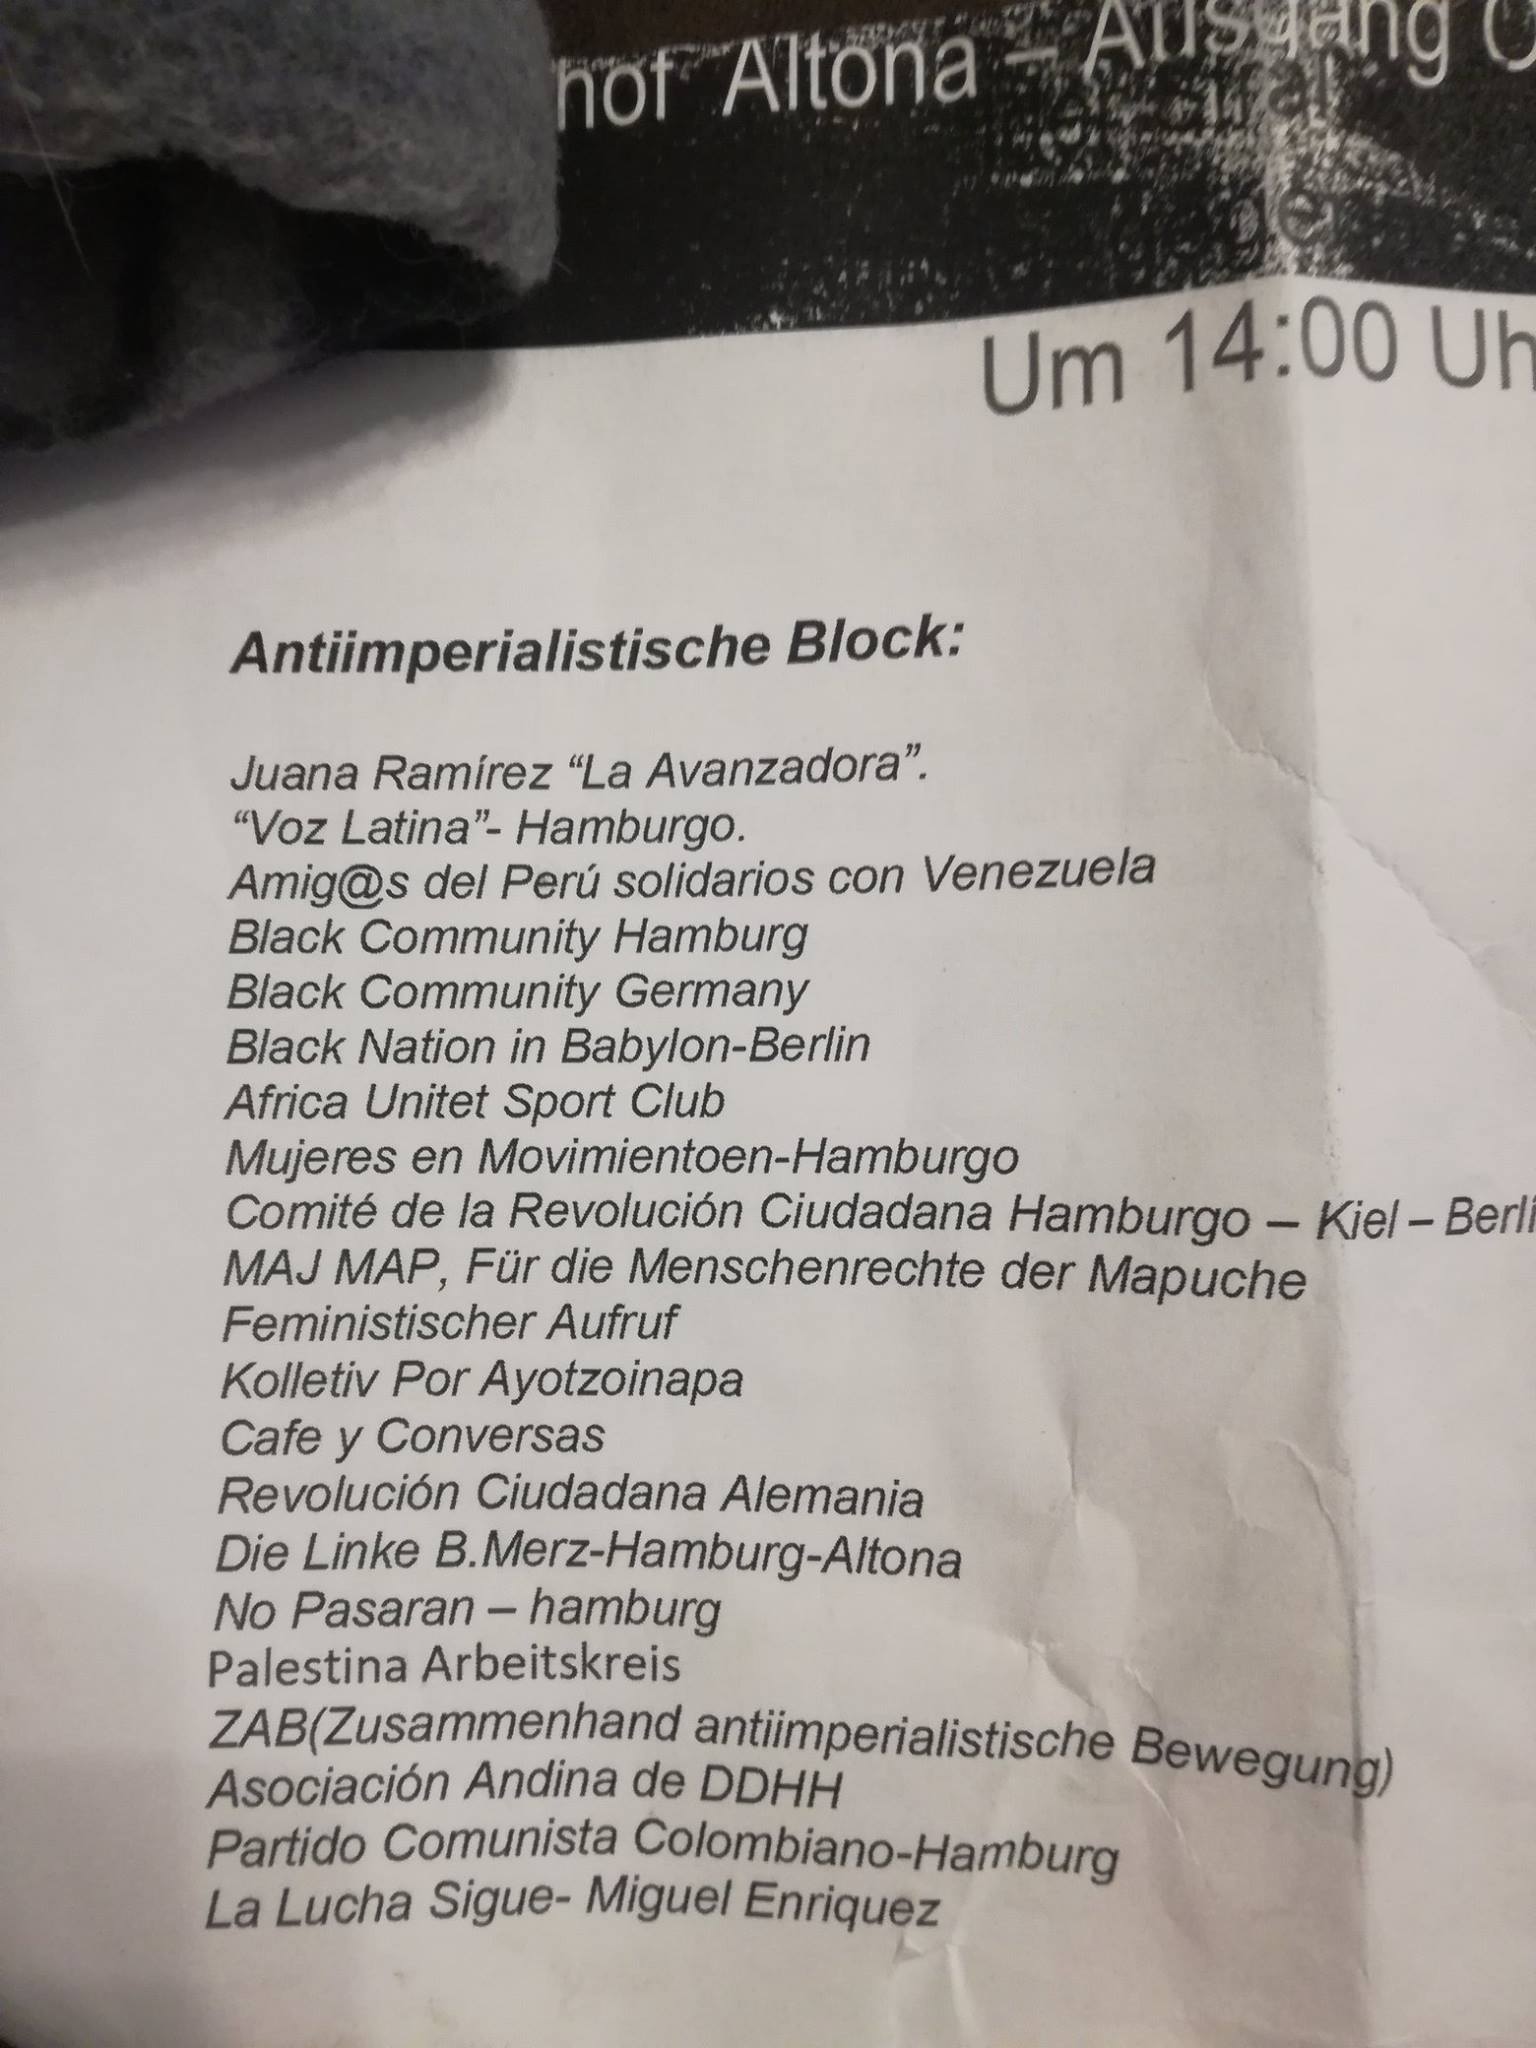 hof Altona – Ausgang
Um 14:00 Uh
Antiimperialistische Block:
Juana Ramírez “La Avanzadora”.
“Voz Latina”- Hamburgo.
Amig@s del Perú solidarios con Venezuela
Black Community Hamburg
Black Community Germany
Black Nation in Babylon-Berlin
Africa Unitet Sport Club
Mujeres en Movimientoen-Hamburgo
Comité de la Revolución Ciudadana Hamburgo – Kiel – Berli
MAJ MAP, Für die Menschenrechte der Mapuche
Feministischer Aufruf
Kolletiv Por Ayotzoinapa
Cafe y Conversas
Revolución Ciudadana Alemania
Die Linke B.Merz-Hamburg-Altona
No Pasaran – hamburg
Palestina Arbeitskreis
ZAB(Zusammenhand antiimperialistische Bewegung)
Asociación Andina de DDHH
Partido Comunista Colombiano-Hamburg
La Lucha Sigue- Miguel Enriquez